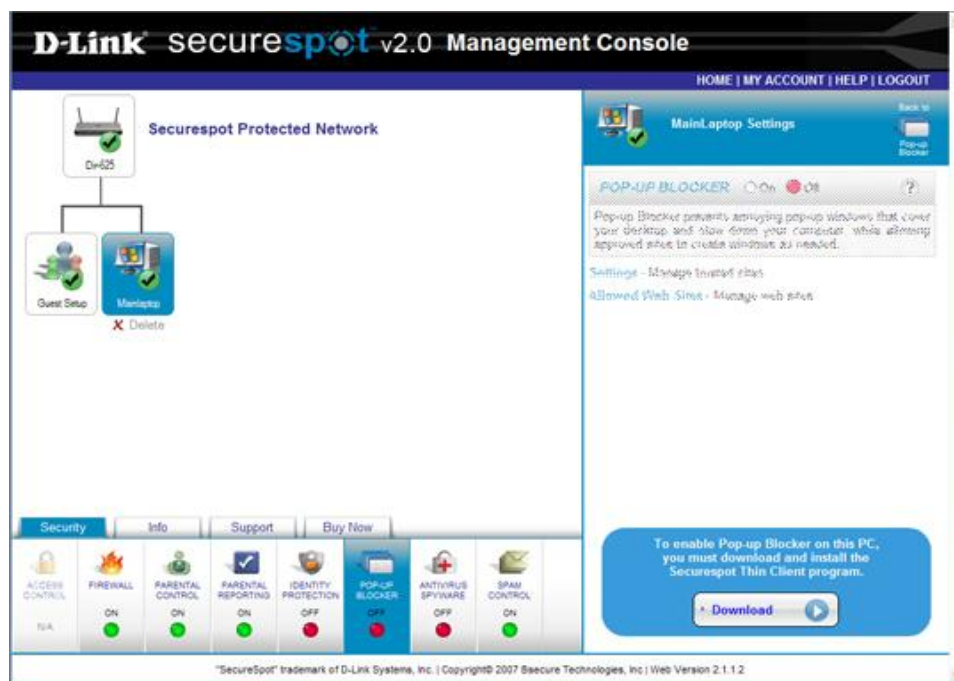 D-Link securespot v2.0 Management Console
HOME | MY ACCOUNT | HELP | LOGOUT
Securespot Protected Network
Dir-625
Guest Setup
Mainlaptop
X Delete
MainLaptop Settings
Back to
Pop-up
Blocker
POP-UP BLOCKER On Off ?
Pop-up Blocker prevents annoying pop-up windows that cover
your desktop and slow down your computer, while allowing
approved sites to create windows as needed.
Settings - Manage trusted sites
Allowed Web Sites - Manage web sites
Security Info Support Buy Now
ACCESS CONTROL
N/A
FIREWALL
ON
PARENTAL CONTROL
ON
PARENTAL REPORTING
ON
IDENTITY PROTECTION
OFF
POP-UP BLOCKER
OFF
ANTIVIRUS SPYWARE
OFF
SPAM CONTROL
ON
To enable Pop-up Blocker on this PC,
you must download and install the
Securespot Thin Client program.
Download
"SecureSpot" trademark of D-Link Systems, Inc. | Copyright© 2007 Bsecure Technologies, Inc | Web Version 2.1.1.2